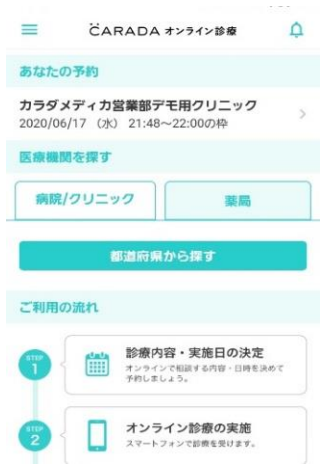 CARADA オンライン診療
あなたの予約
カラダメディカ営業部デモ用クリニック
2020/06/17 （水） 21:48～22:00の枠
医療機関を探す
病院/クリニック
薬局
都道府県から探す
ご利用の流れ
STEP
1
診療内容・実施日の決定
オンラインで相談する内容・日時を決めて
予約しましょう。
STEP
2
オンライン診療の実施
スマートフォンで診療を受けます。